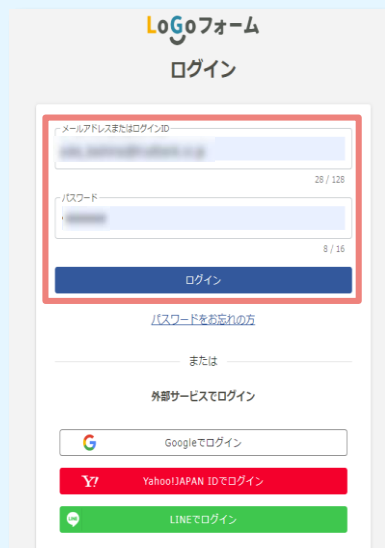 LoGoフォーム
ログイン
メールアドレスまたはログインID
28 / 128
パスワード
8 / 16
ログイン
パスワードをお忘れの方
または
外部サービスでログイン
G Googleでログイン
Y! Yahoo!JAPAN IDでログイン
LINE LINEでログイン